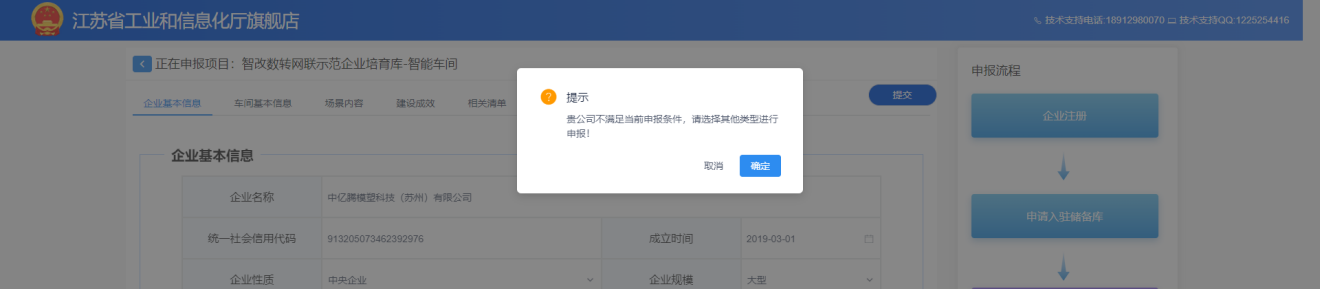 江苏省工业和信息化厅旗舰店
技术支持电话:18912980070 技术支持QQ:1225254416
正在申报项目：智改数转网联示范企业培育库-智能车间
企业基本信息 车间基本信息 场景内容 建设成效 相关清单
提交
提示
贵公司不满足当前申报条件，请选择其他类型进行
申报！
取消 确定
企业基本信息
企业名称 中亿腾模塑科技（苏州）有限公司
统一社会信用代码 913205073462392976 成立时间 2019-03-01
企业性质 中央企业 企业规模 大型
申报流程
企业注册
申请入驻储备库